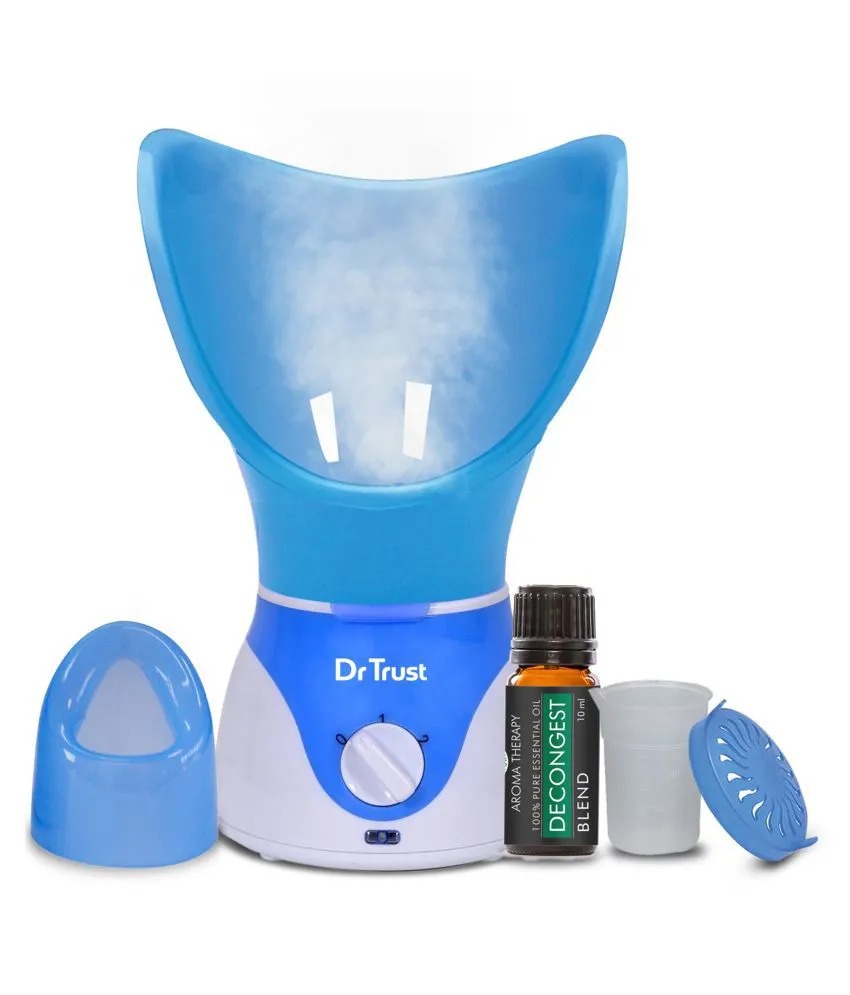 Dr Trust
0 1 2
AROMA THERAPY
100% PURE ESSENTIAL OIL
DECONGEST
10 ml
BLEND